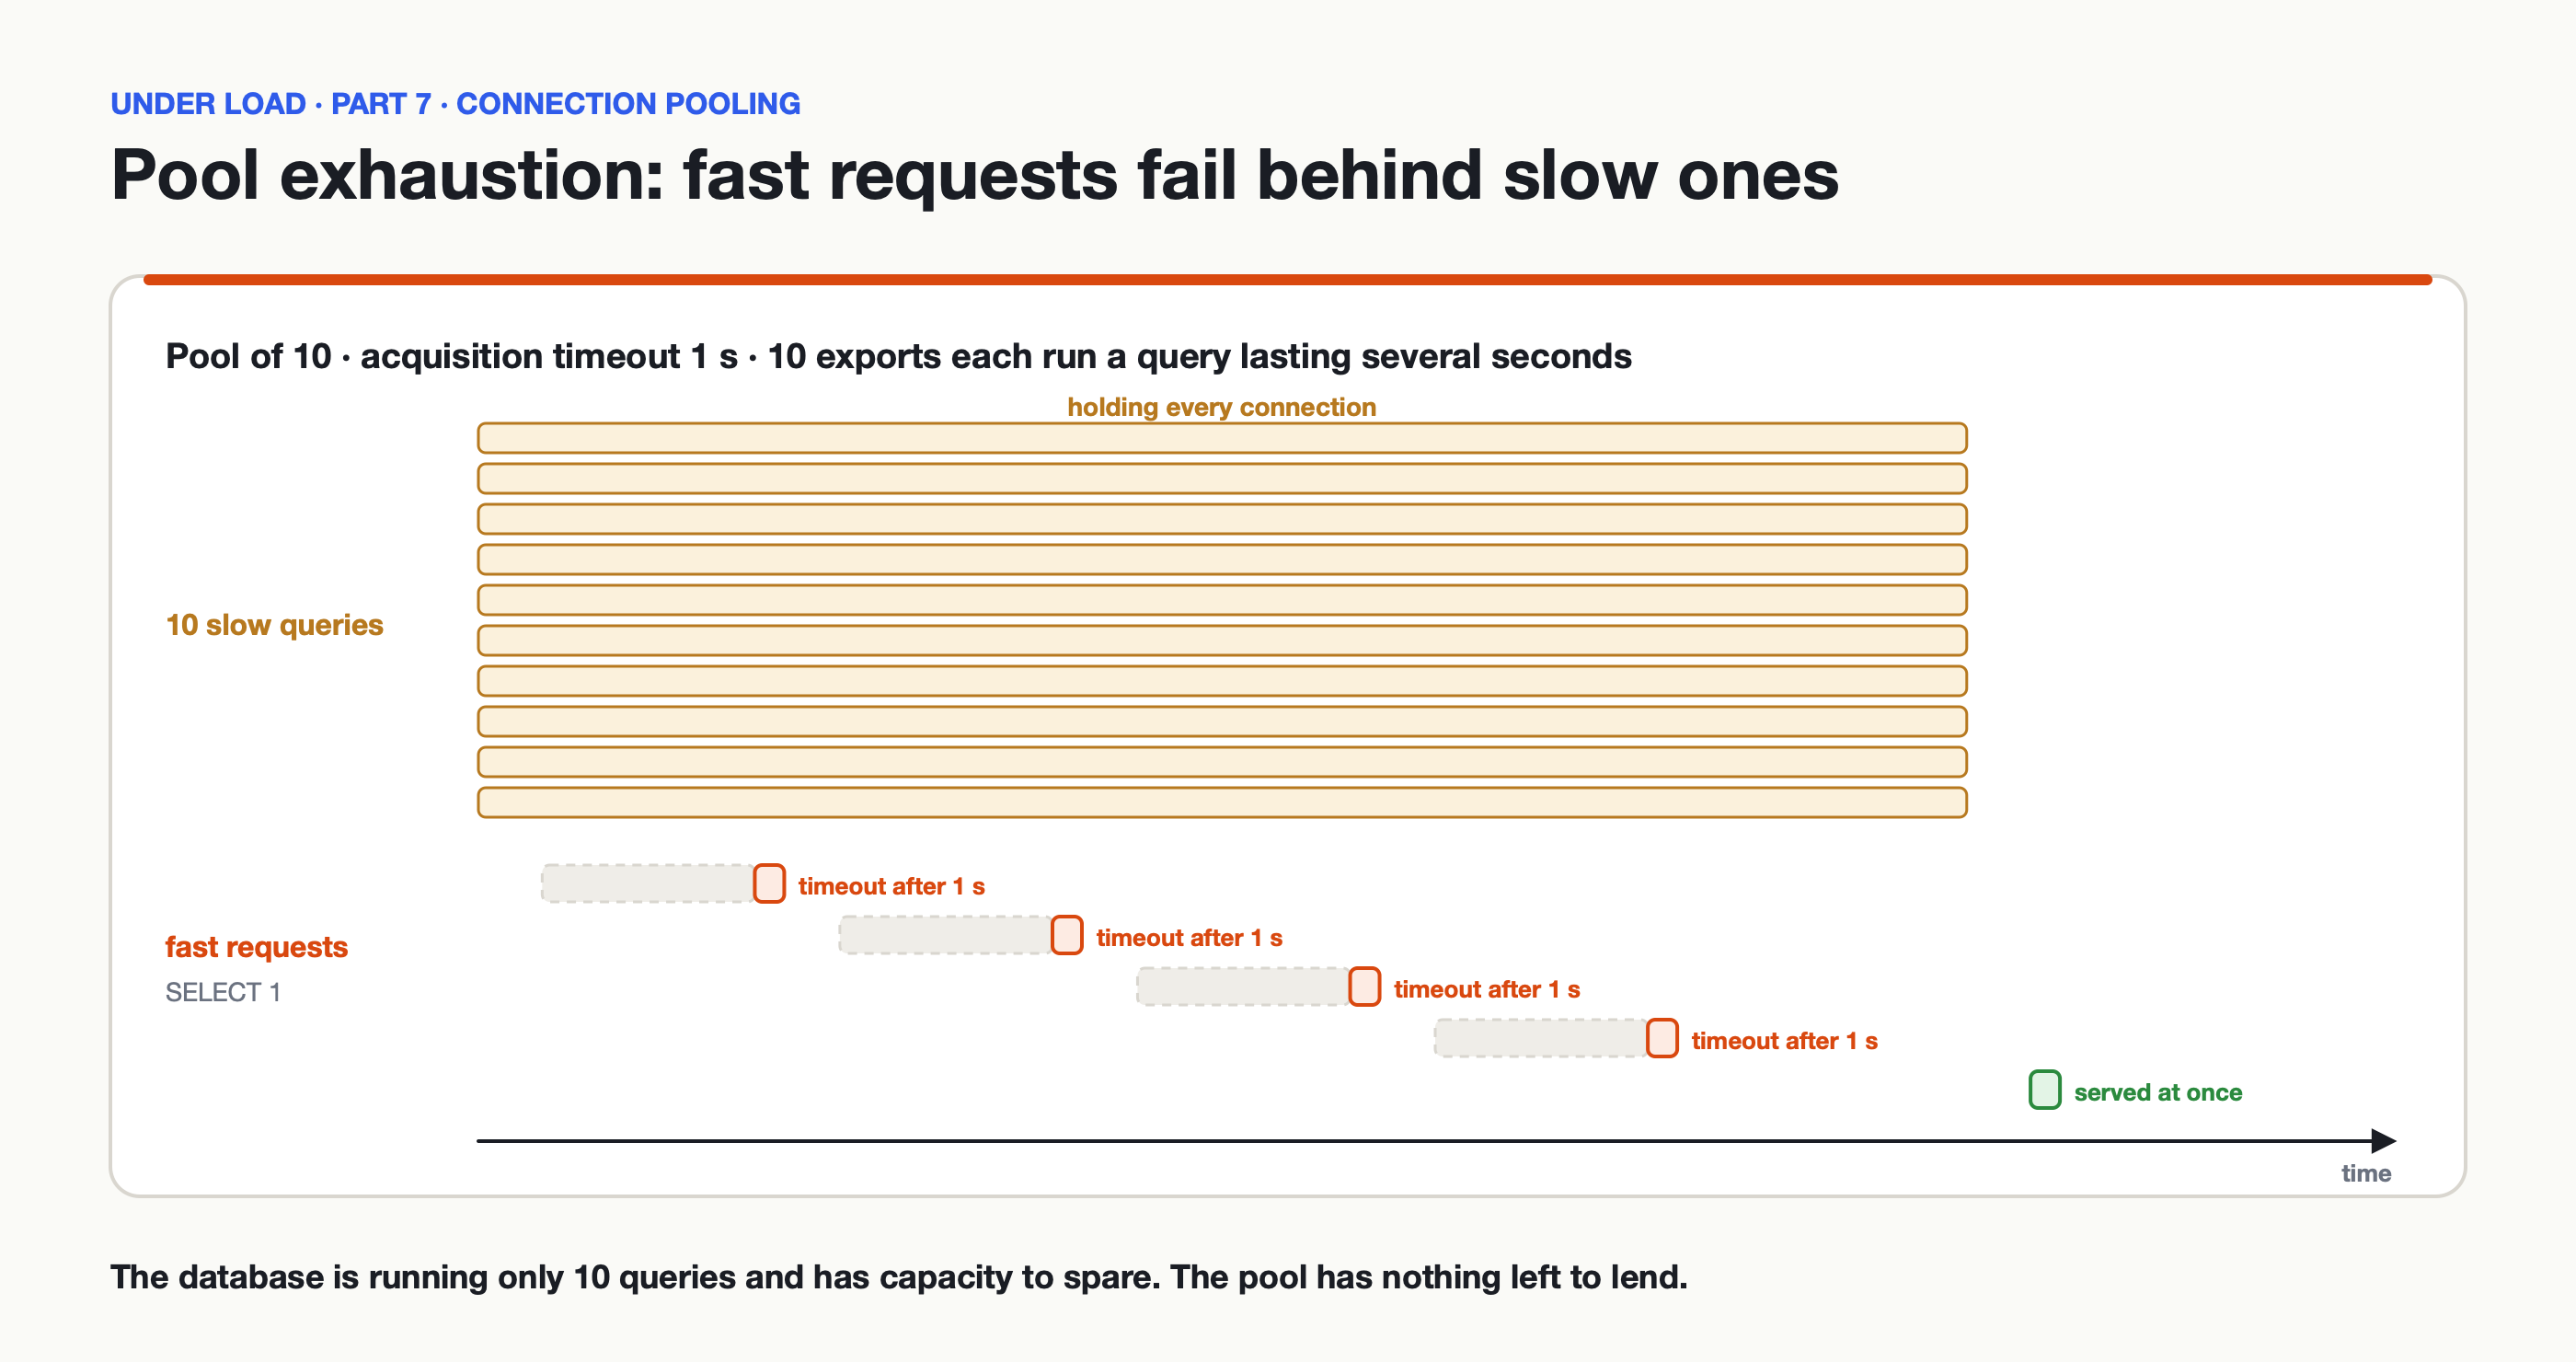 UNDER LOAD · PART 7 · CONNECTION POOLING
Pool exhaustion: fast requests fail behind slow ones
Pool of 10 · acquisition timeout 1 s · 10 exports each run a query lasting several seconds
holding every connection
10 slow queries
timeout after 1 s
timeout after 1 s
fast requests
SELECT 1
timeout after 1 s
timeout after 1 s
served at once
time
The database is running only 10 queries and has capacity to spare. The pool has nothing left to lend.